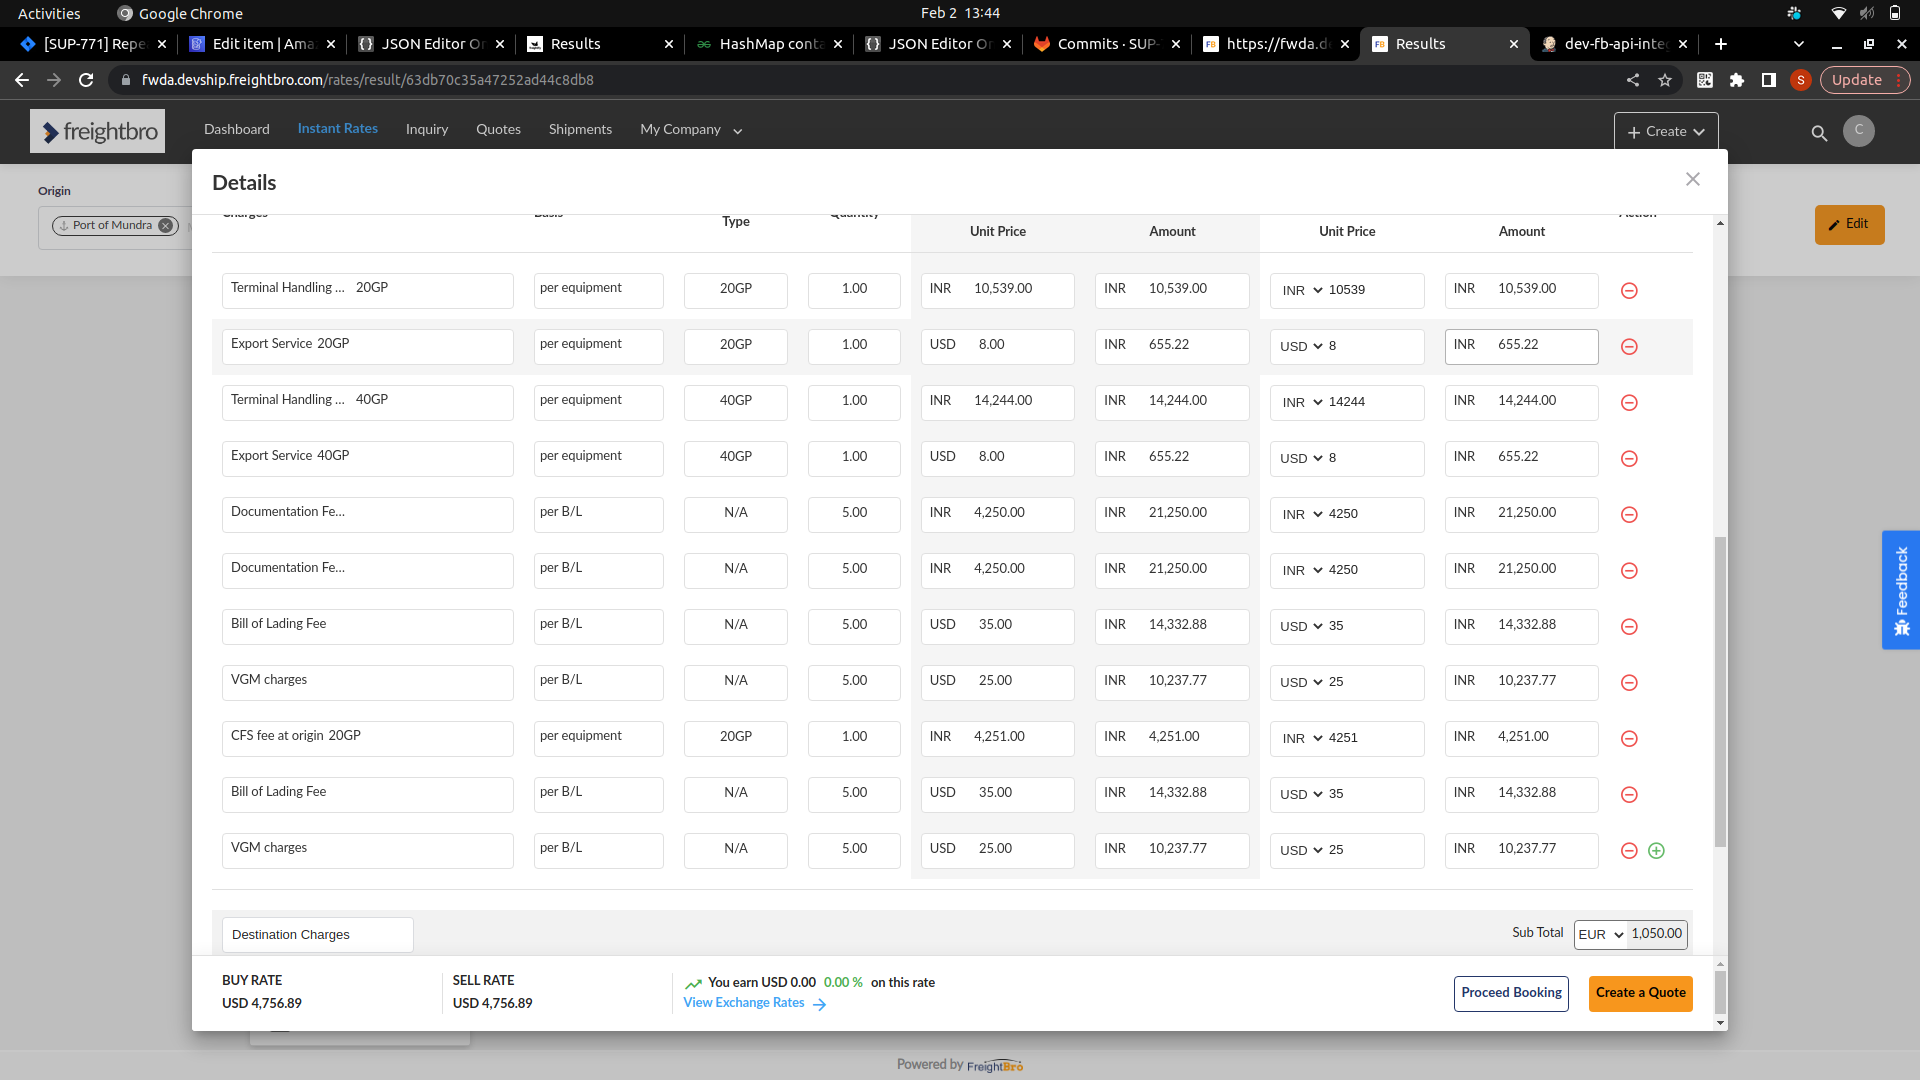 Activities Google Chrome Feb 2 13:44
[SUP-771] Repe Edit item | Ama JSON Editor On Results HashMap cont JSON Editor On Commits · SUP- https://fwda.d Results dev-fb-api-inte
fwda.devship.freightbro.com/rates/result/63db70c35a47252ad44c8db8 S Update
freightbro Dashboard Instant Rates Inquiry Quotes Shipments My Company Create C
Details
Origin
Port of Mundra
Edit
Charges Basis Type Quantity Unit Price Amount Unit Price Amount Action
Terminal Handling ... 20GP per equipment 20GP 1.00 INR 10,539.00 INR 10,539.00 INR 10539 INR 10,539.00
Export Service 20GP per equipment 20GP 1.00 USD 8.00 INR 655.22 USD 8 INR 655.22
Terminal Handling ... 40GP per equipment 40GP 1.00 INR 14,244.00 INR 14,244.00 INR 14244 INR 14,244.00
Export Service 40GP per equipment 40GP 1.00 USD 8.00 INR 655.22 USD 8 INR 655.22
Documentation Fe... per B/L N/A 5.00 INR 4,250.00 INR 21,250.00 INR 4250 INR 21,250.00
Documentation Fe... per B/L N/A 5.00 INR 4,250.00 INR 21,250.00 INR 4250 INR 21,250.00
Bill of Lading Fee per B/L N/A 5.00 USD 35.00 INR 14,332.88 USD 35 INR 14,332.88
VGM charges per B/L N/A 5.00 USD 25.00 INR 10,237.77 USD 25 INR 10,237.77
CFS fee at origin 20GP per equipment 20GP 1.00 INR 4,251.00 INR 4,251.00 INR 4251 INR 4,251.00
Bill of Lading Fee per B/L N/A 5.00 USD 35.00 INR 14,332.88 USD 35 INR 14,332.88
VGM charges per B/L N/A 5.00 USD 25.00 INR 10,237.77 USD 25 INR 10,237.77
Feedback
Destination Charges Sub Total EUR 1,050.00
BUY RATE SELL RATE You earn USD 0.00 0.00 % on this rate
USD 4,756.89 USD 4,756.89 View Exchange Rates
Proceed Booking Create a Quote
Powered by FreightBro